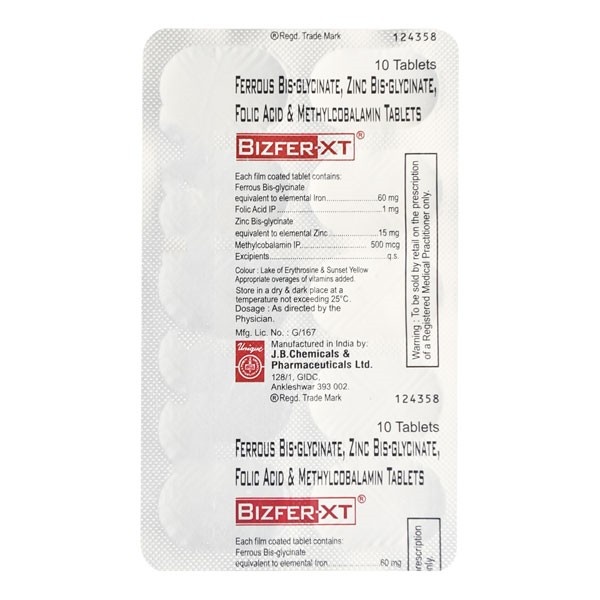 ®Regd. Trade Mark 124358
10 Tablets
FERROUS BIS-GLYCINATE, ZINC BIS-GLYCINATE,
FOLIC ACID & METHYLCOBALAMIN TABLETS
BIZFER-XT®
Each film coated tablet contains:
Ferrous Bis-glycinate
equivalent to elemental Iron....................60 mg
Folic Acid IP......................................1 mg
Zinc Bis-glycinate
equivalent to elemental Zinc....................15 mg
Methylcobalamin IP..........................500 mcg
Excipients..........................................q.s.
Colour : Lake of Erythrosine & Sunset Yellow
Appropriate overages of vitamins added.
Store in a dry & dark place at a
temperature not exceeding 25°C.
Dosage : As directed by the
Physician.
Mfg. Lic. No. : G/167
Warning : To be sold by retail on the prescription
of a Registered Medical Practitioner only.
Unique
Manufactured in India by:
J.B.Chemicals &
Pharmaceuticals Ltd.
128/1, GIDC,
Ankleshwar 393 002.
®Regd. Trade Mark 124358
10 Tablets
FERROUS BIS-GLYCINATE, ZINC BIS-GLYCINATE,
FOLIC ACID & METHYLCOBALAMIN TABLETS
BIZFER-XT®
Each film coated tablet contains:
Ferrous Bis-glycinate
equivalent to elemental Iron....................60 mg
rescription
nly.